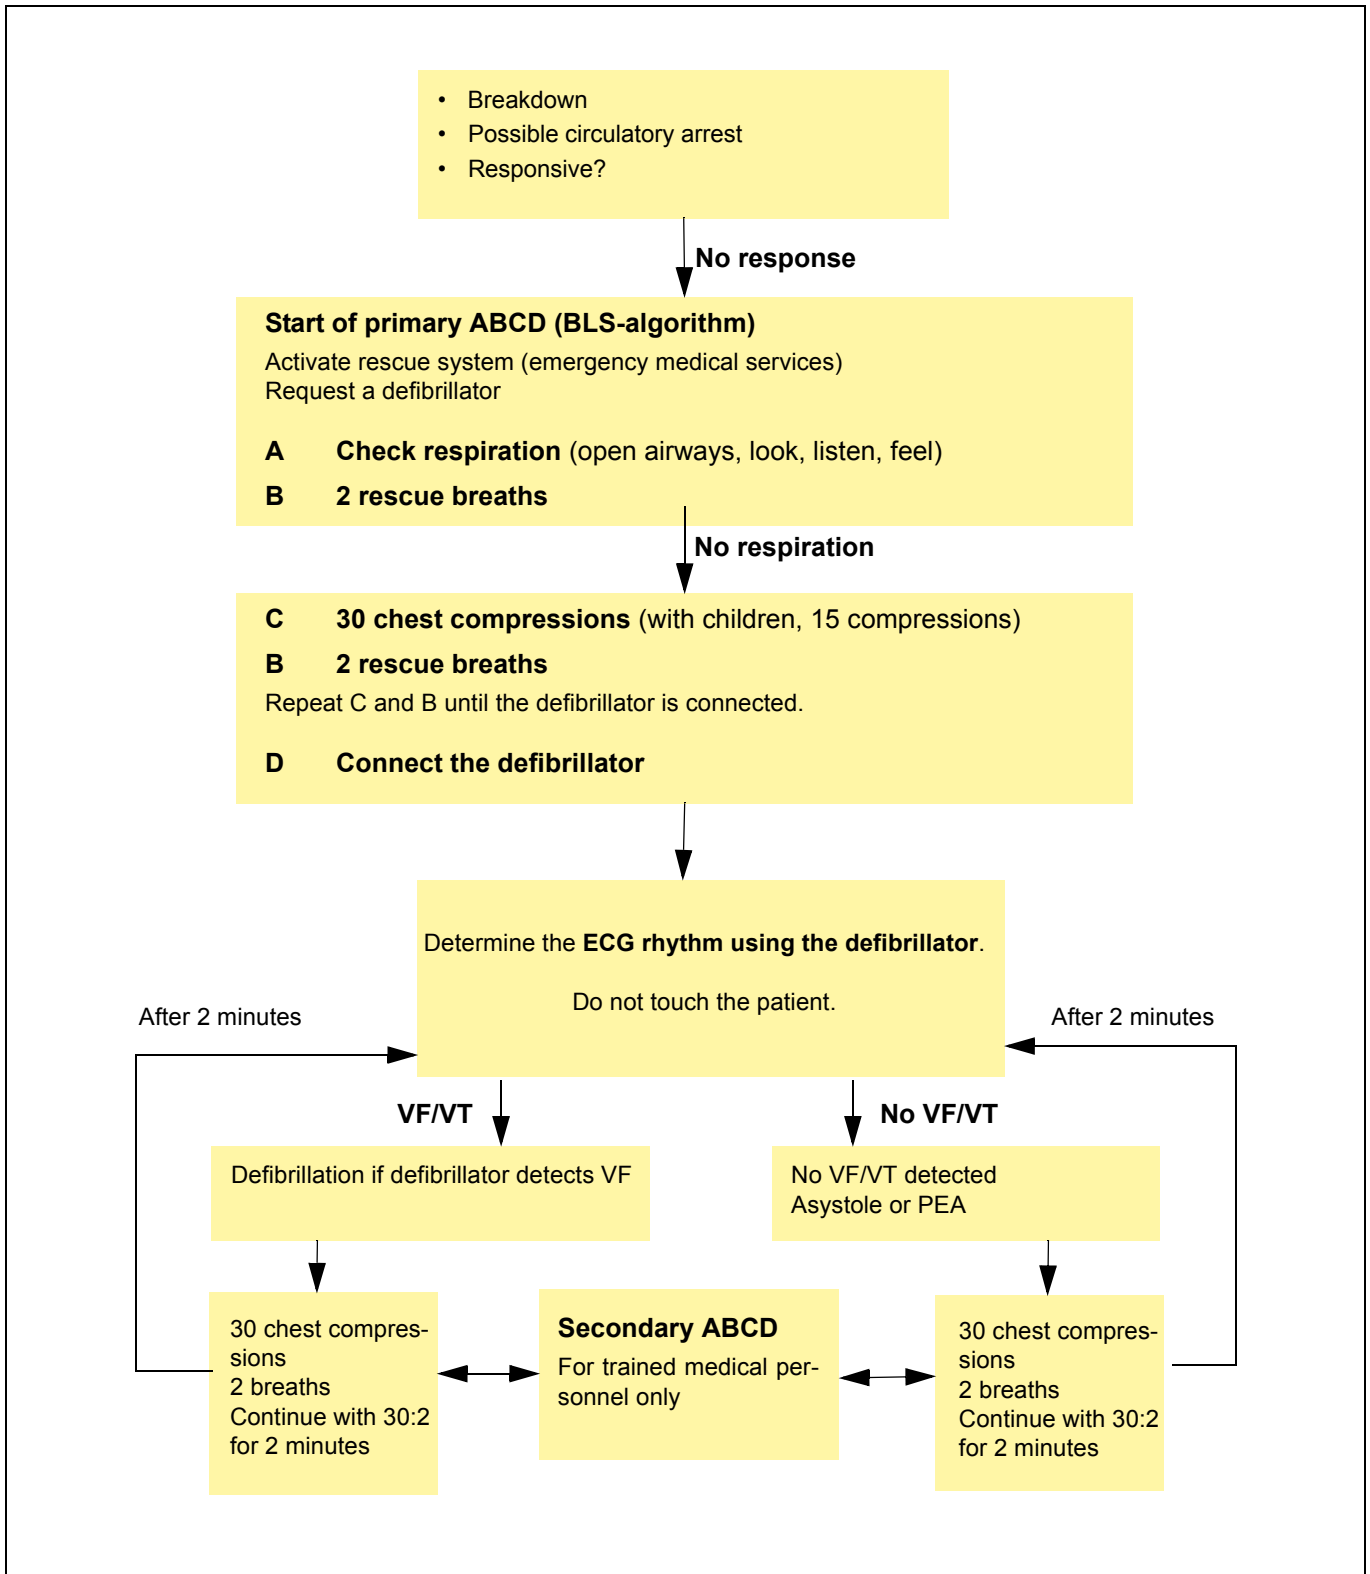 • Breakdown
• Possible circulatory arrest
• Responsive?
No response
Start of primary ABCD (BLS-algorithm)
Activate rescue system (emergency medical services)
Request a defibrillator
A Check respiration (open airways, look, listen, feel)
B 2 rescue breaths
No respiration
C 30 chest compressions (with children, 15 compressions)
B 2 rescue breaths
Repeat C and B until the defibrillator is connected.
D Connect the defibrillator
Determine the ECG rhythm using the defibrillator.
Do not touch the patient.
After 2 minutes
After 2 minutes
VF/VT
No VF/VT
Defibrillation if defibrillator detects VF
No VF/VT detected
Asystole or PEA
30 chest compres-
sions
2 breaths
Continue with 30:2
for 2 minutes
Secondary ABCD
For trained medical per-
sonnel only
30 chest compres-
sions
2 breaths
Continue with 30:2
for 2 minutes